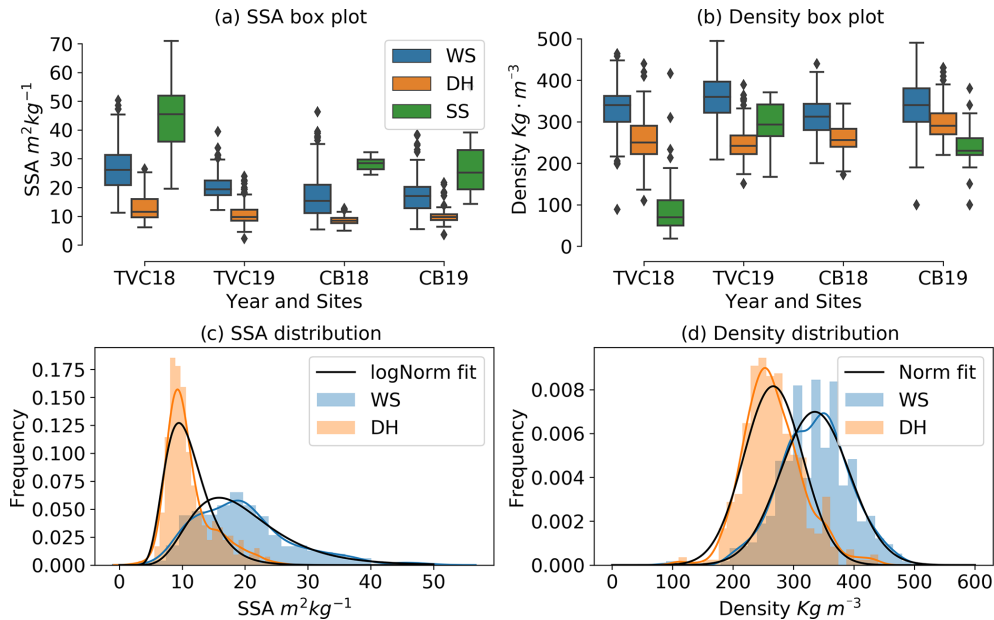 (a) SSA box plot
SSA m²kg⁻¹
70
60
50
40
30
20
10
0
WS
DH
SS
TVC18 TVC19 CB18 CB19
Year and Sites
(b) Density box plot
Density Kg · m⁻³
500
400
300
200
100
0
TVC18 TVC19 CB18 CB19
Year and Sites
(c) SSA distribution
Frequency
0.175
0.150
0.125
0.100
0.075
0.050
0.025
0.000
logNorm fit
WS
DH
0 10 20 30 40 50
SSA m²kg⁻¹
(d) Density distribution
Frequency
0.008
0.006
0.004
0.002
0.000
Norm fit
WS
DH
0 100 200 300 400 500 600
Density Kg m⁻³